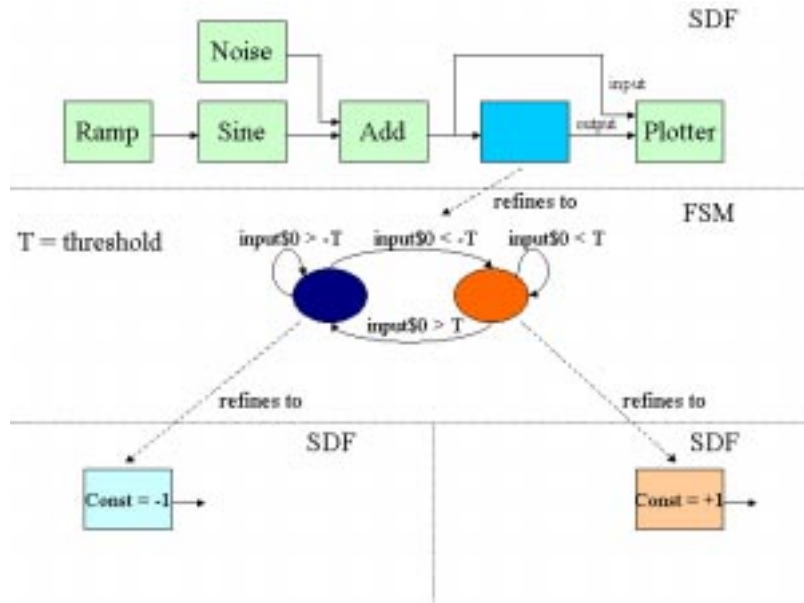 SDF
Noise
input
Ramp
Sine
Add
output
Plotter
refines to
FSM
T = threshold
input$0 > -T
input$0 < -T
input$0 < T
input$0 > T
refines to
refines to
SDF
SDF
Const = -1
Const = +1